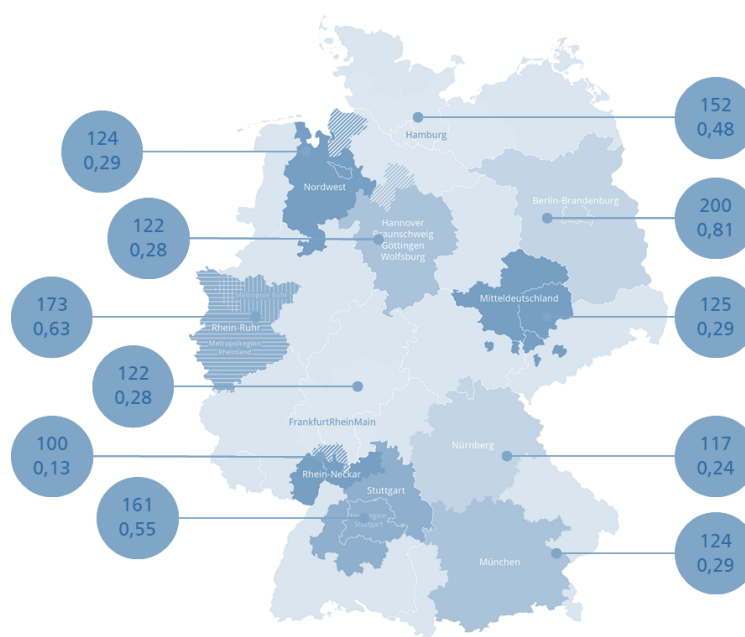 152
0,48
Hamburg
124
0,29
Nordwest
Berlin-Brandenburg
200
0,81
122
0,28
Hannover
Braunschweig
Göttingen
Wolfsburg
Mitteldeutschland
125
0,29
173
0,63
Metropole Ruhr
Rhein-Ruhr
Metropolregion
Rheinland
122
0,28
FrankfurtRheinMain
100
0,13
Rhein-Neckar
Nürnberg
117
0,24
Stuttgart
161
0,55
Stuttgart
124
0,29
München